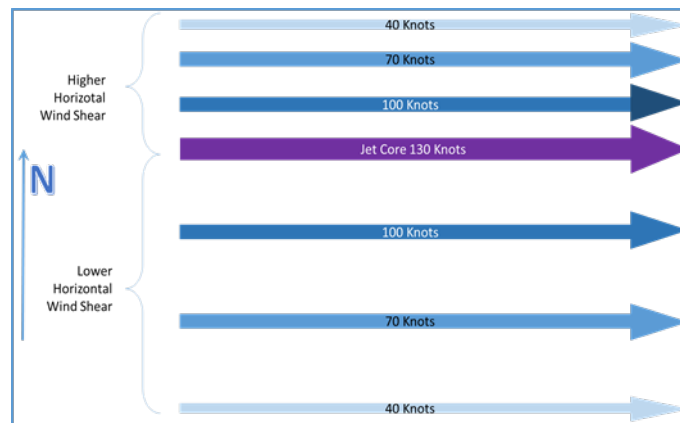 40 Knots
70 Knots
Higher
Horizotal
Wind Shear
100 Knots
Jet Core 130 Knots
N
100 Knots
Lower
Horizontal
Wind Shear
70 Knots
40 Knots